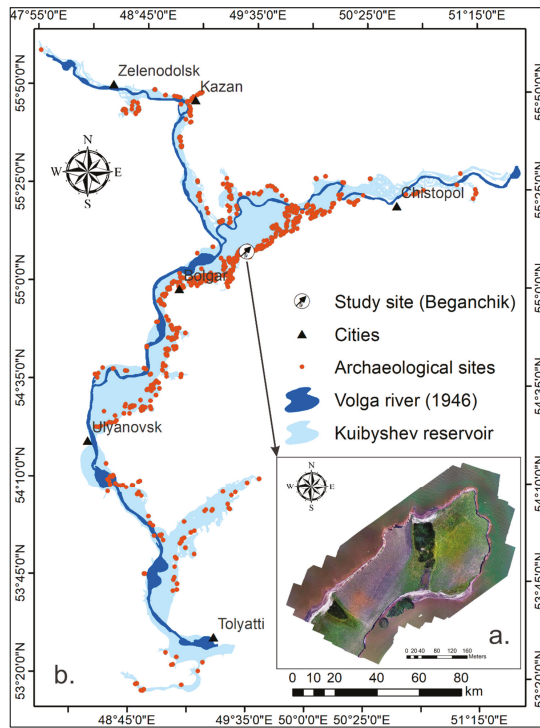 47°55'0"E 48°45'0"E 49°35'0"E 50°25'0"E 51°15'0"E
55°50'0"N
55°25'0"N
55°0'0"N
54°35'0"N
54°10'0"N
53°45'0"N
53°20'0"N
Zelenodolsk
Kazan
N
W E
S
Chistopol
Bolgar
Ulyanovsk
Tolyatti
Study site (Beganchik)
Cities
Archaeological sites
Volga river (1946)
Kuibyshev reservoir
N
W E
S
a.
0 20 40 80 120 160
Meters
0 10 20 40 60 80
km
b.
55°50'0"N
55°25'0"N
55°0'0"N
54°35'0"N
54°10'0"N
53°45'0"N
53°20'0"N
48°45'0"E 49°35'0"E 50°0'0"E 50°25'0"E 51°15'0"E